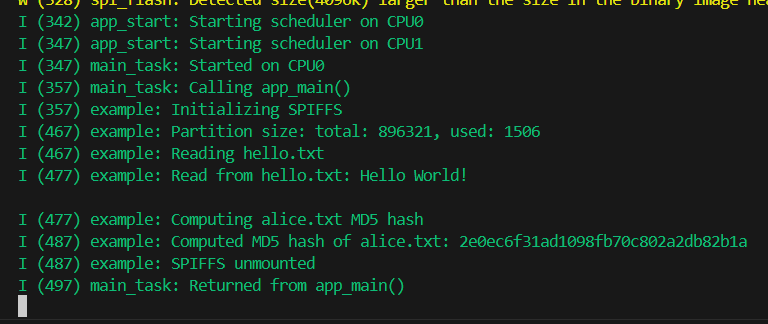 W (328) spi_flash: Detected size(4096k) larger than the size in the binary image hea
I (342) app_start: Starting scheduler on CPU0
I (347) app_start: Starting scheduler on CPU1
I (347) main_task: Started on CPU0
I (357) main_task: Calling app_main()
I (357) example: Initializing SPIFFS
I (467) example: Partition size: total: 896321, used: 1506
I (467) example: Reading hello.txt
I (477) example: Read from hello.txt: Hello World!
I (477) example: Computing alice.txt MD5 hash
I (487) example: Computed MD5 hash of alice.txt: 2e0ec6f31ad1098fb70c802a2db82b1a
I (487) example: SPIFFS unmounted
I (497) main_task: Returned from app_main()